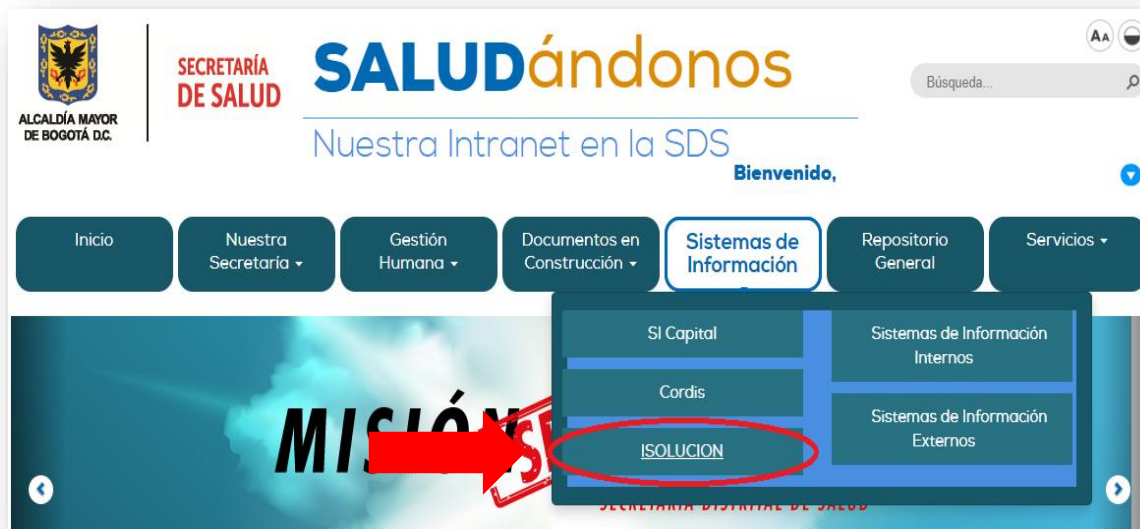 ALCALDÍA MAYOR
DE BOGOTÁ D.C.
SECRETARÍA
DE SALUD
SALUDándonos
Nuestra Intranet en la SDS
Bienvenido,
AA
Búsqueda...
Inicio
Nuestra
Secretaría
Gestión
Humana
Documentos en
Construcción
Sistemas de
Información
Repositorio
General
Servicios
SI Capital
Cordis
ISOLUCION
Sistemas de Información
Internos
Sistemas de Información
Externos
MISIÓN
SECRETARÍA DISTRITAL DE SALUD